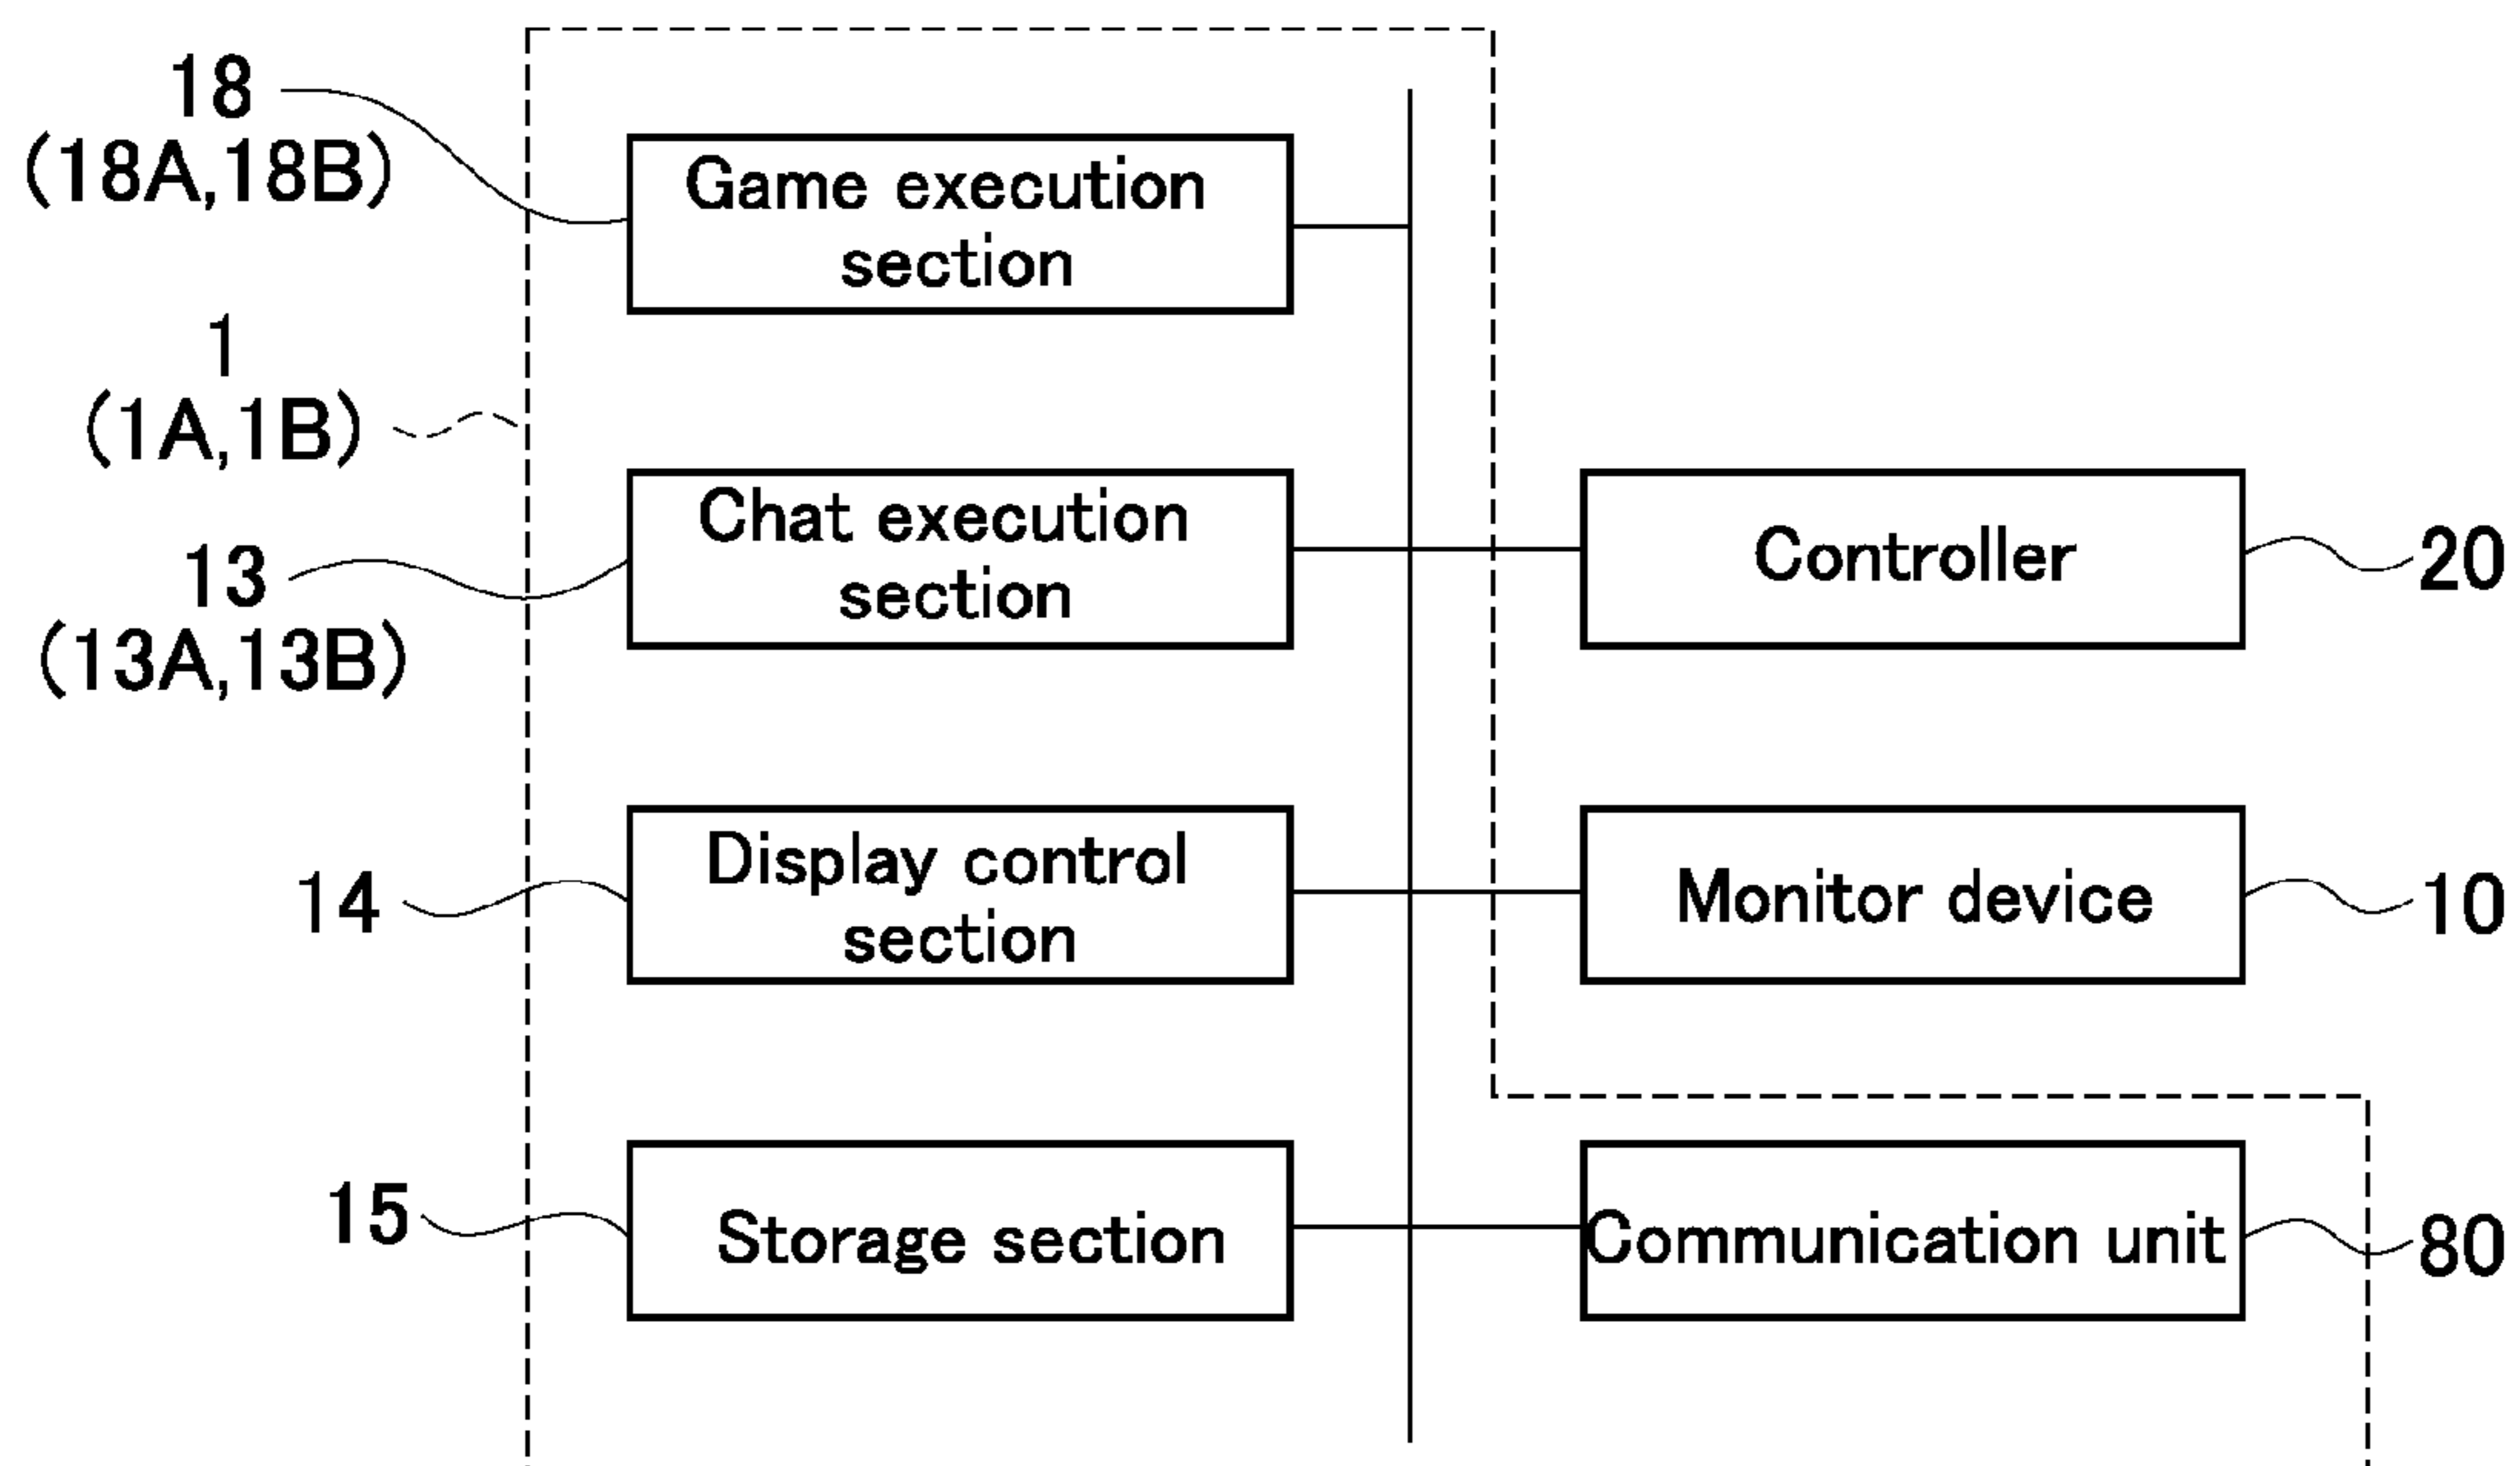 18
(18A,18B)
Game execution
section
1
(1A,1B)
Chat execution
section
13
(13A,13B)
Controller
20
Display control
section
14
Monitor device
10
Storage section
15
Communication unit
80